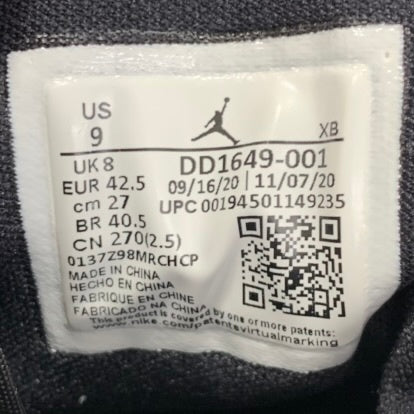 US
9
XB
UK 8
DD1649-001
EUR 42.5
09/16/20 | 11/07/20
cm 27
UPC 00194501149235
BR 40.5
CN 270(2.5)
0137Z98MRCHCP
MADE IN CHINA
HECHO EN CHINA
FABRIQUE EN CHINE
FABRICADO NA CHINA
This product is covered by one or more patents:
www.nike.com/patentsvirtualmarking